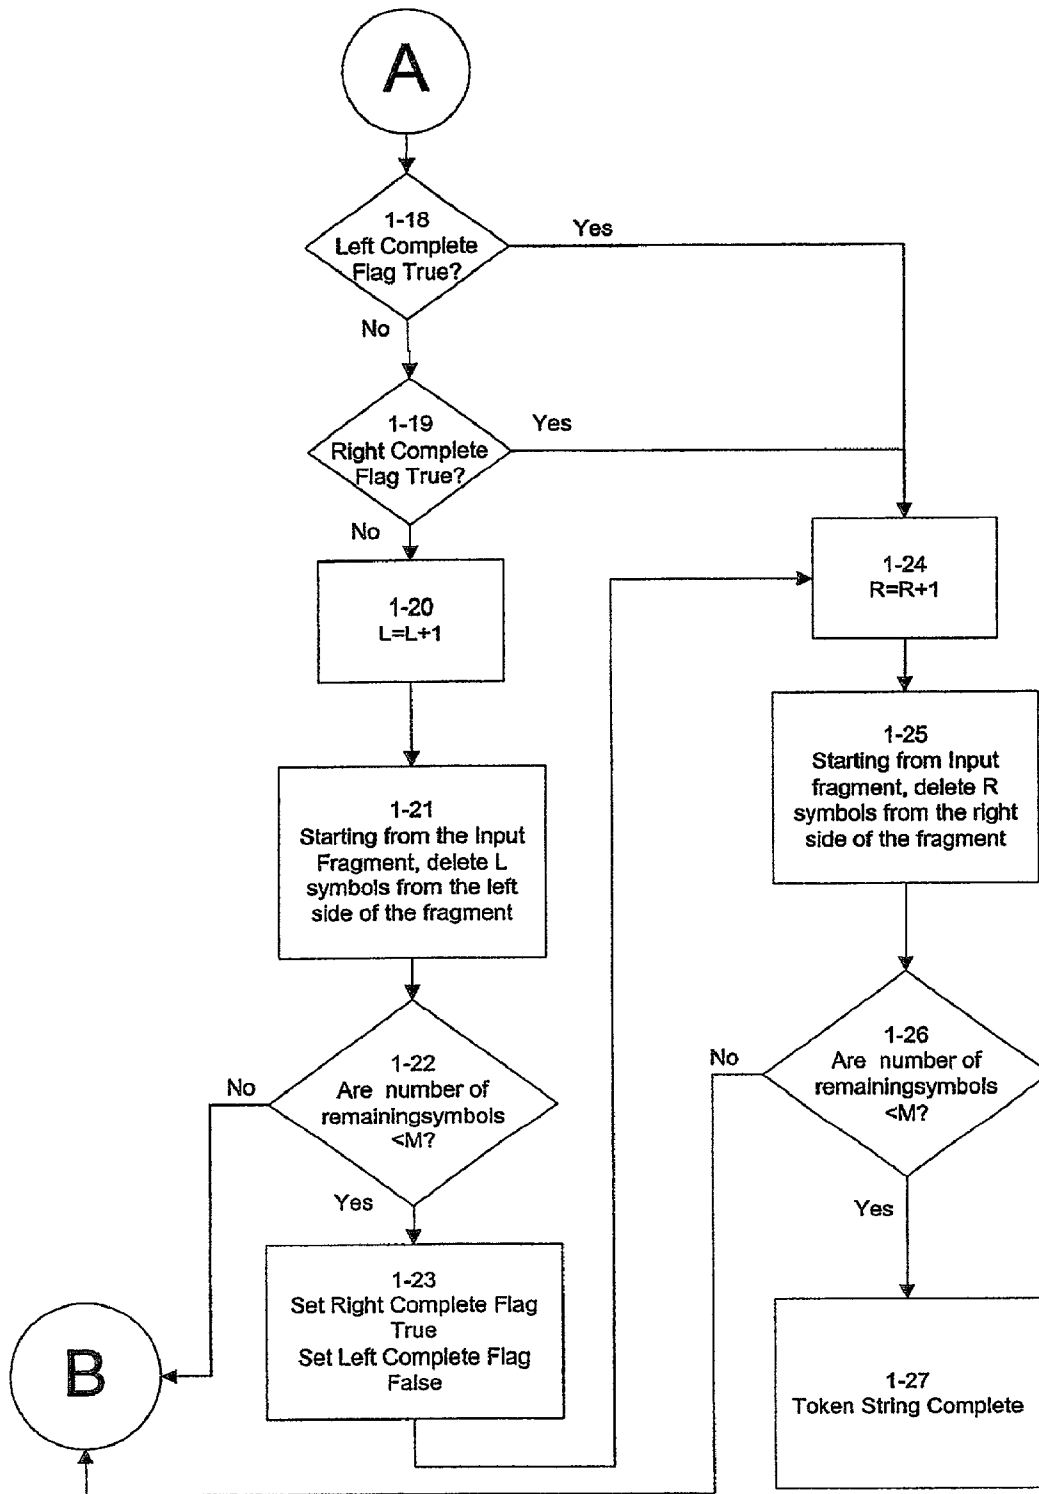 A
1-18
Left Complete
Flag True?
Yes
No
1-19
Right Complete
Flag True?
Yes
No
1-20
L=L+1
1-24
R=R+1
1-21
Starting from the Input
Fragment, delete L
symbols from the left
side of the fragment
1-25
Starting from Input
fragment, delete R
symbols from the right
side of the fragment
1-22
Are number of
remainingsymbols
<M?
No
Yes
1-26
Are number of
remainingsymbols
<M?
No
Yes
1-23
Set Right Complete Flag
True
Set Left Complete Flag
False
B
1-27
Token String Complete